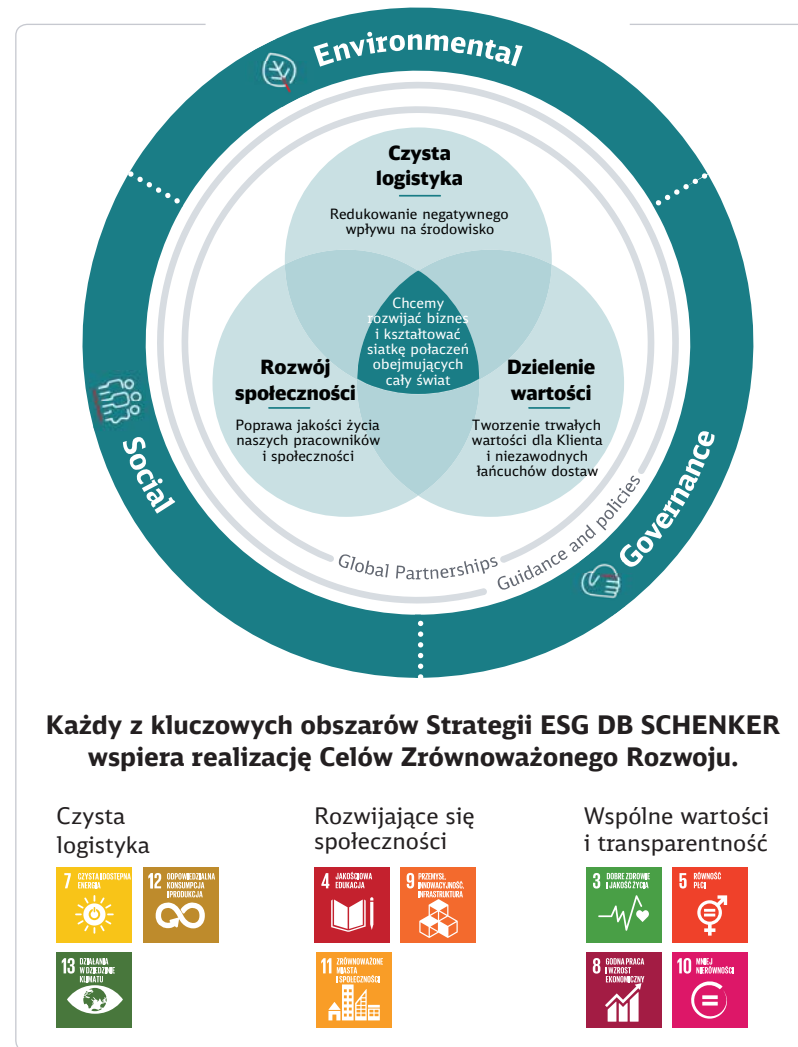 Environmental
Czysta
logistyka
Redukowanie negatywnego
wpływu na środowisko
Chcemy
rozwijać biznes
i kształtować
siatkę połaczeń
obejmujących
cały świat
Rozwój
społeczności
Poprawa jakości życia
naszych pracowników
i społeczności
Dzielenie
wartości
Tworzenie trwałych
wartości dla Klienta
i niezawodnych
łańcuchów dostaw
Social
Governance
Global Partnerships
Guidance and policies
Każdy z kluczowych obszarów Strategii ESG DB SCHENKER
wspiera realizację Celów Zrównoważonego Rozwoju.
Czysta
logistyka
7 CZYSTA I DOSTĘPNA
ENERGIA
12 ODPOWIEDZIALNA
KONSUMPCJA
I PRODUKCJA
13 DZIAŁANIA
W DZIEDZINIE
KLIMATU
Rozwijające się
społeczności
4 JAKOŚCIOWA
EDUKACJA
9 PRZEMYSŁ,
INNOWACYJNOŚĆ,
INFRASTRUKTURA
11 ZRÓWNOWAŻONE
MIASTA
I SPOŁECZNOŚCI
Wspólne wartości
i transparentność
3 DOBRE ZDROWIE
I JAKOŚĆ ŻYCIA
5 RÓWNOŚĆ
PŁCI
8 GODNA PRACA
I WZROST
EKONOMICZNY
10 MNIEJ
NIERÓWNOŚCI